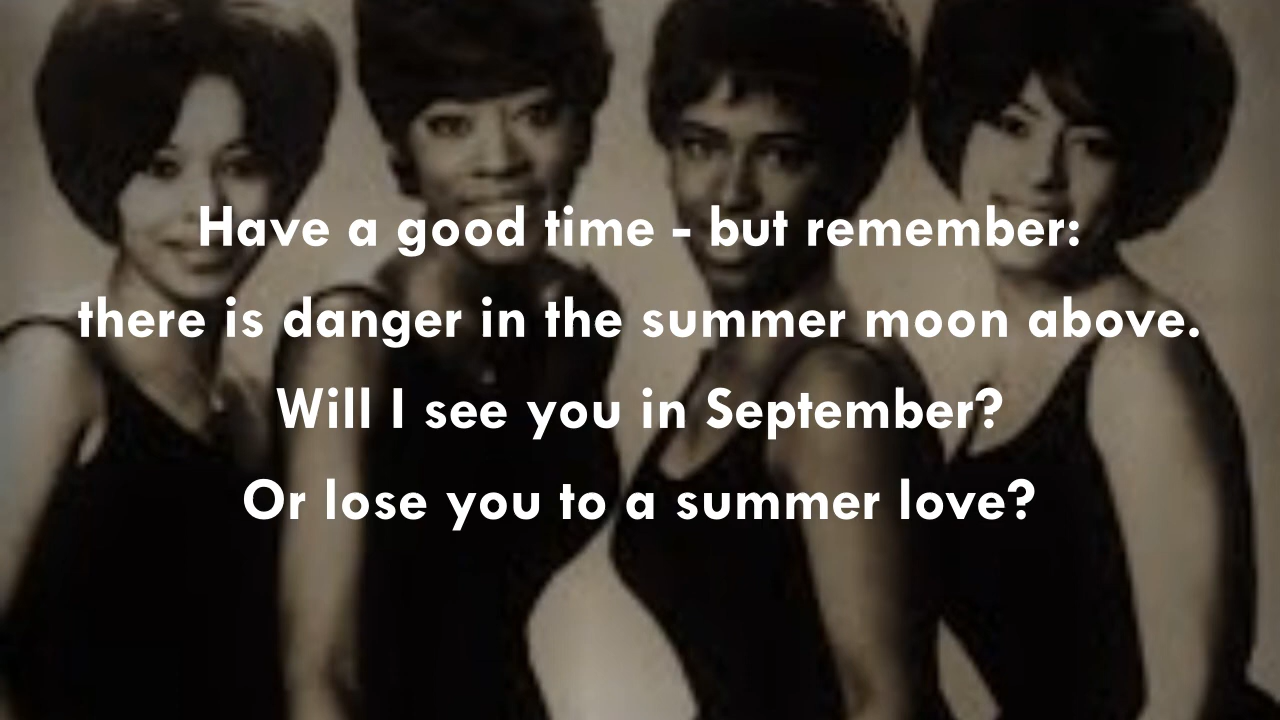 Have a good time - but remember:
there is danger in the summer moon above.
Will I see you in September?
Or lose you to a summer love?